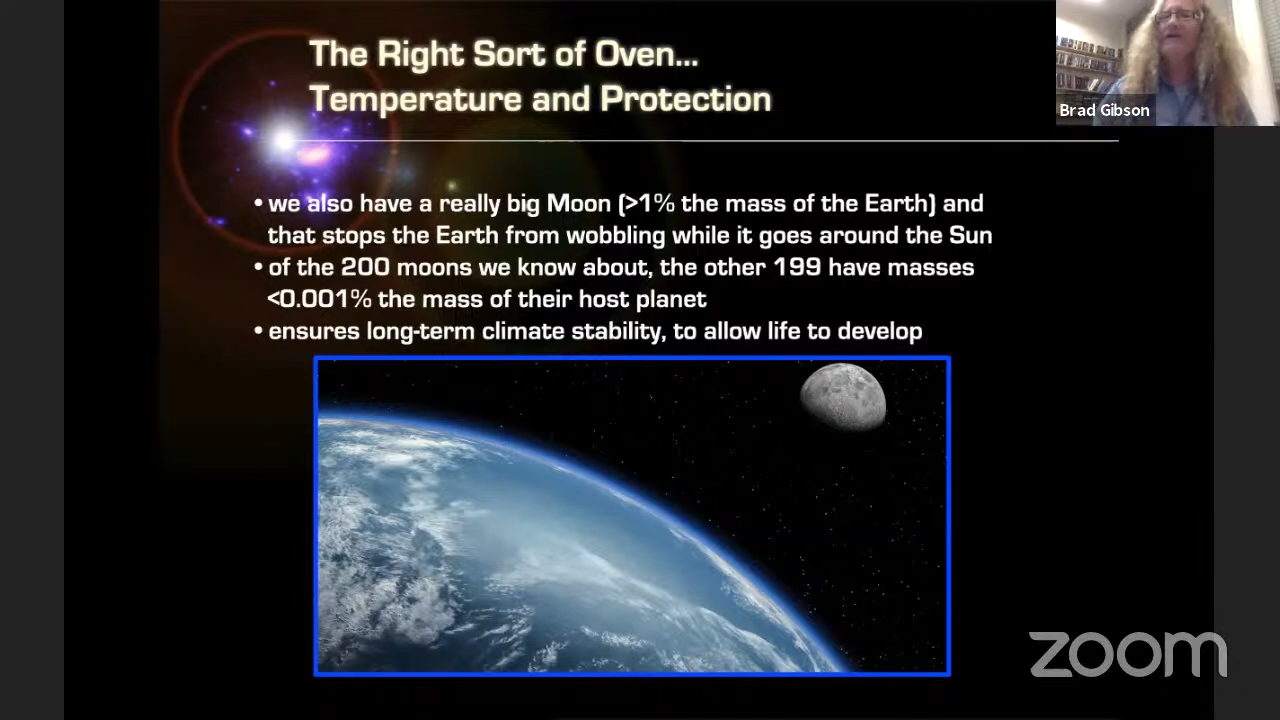 The Right Sort of Oven...
Temperature and Protection
Brad Gibson
• we also have a really big Moon (>1% the mass of the Earth) and
that stops the Earth from wobbling while it goes around the Sun
• of the 200 moons we know about, the other 199 have masses
<0.001% the mass of their host planet
• ensures long-term climate stability, to allow life to develop
zoom